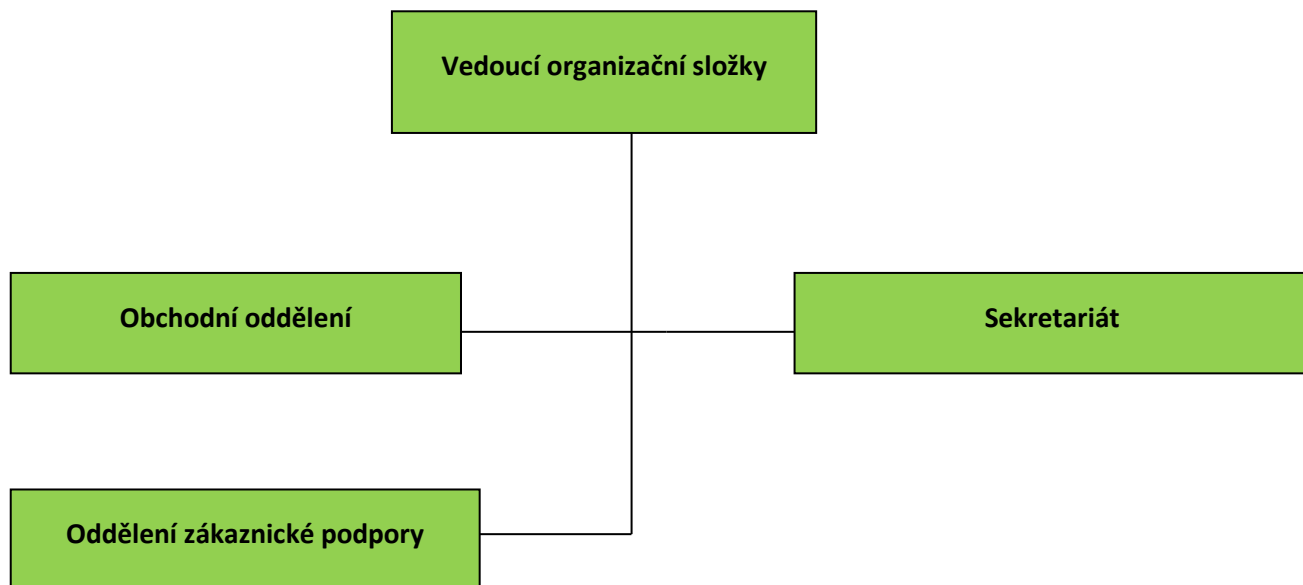 Vedoucí organizační složky
Obchodní oddělení
Sekretariát
Oddělení zákaznické podpory